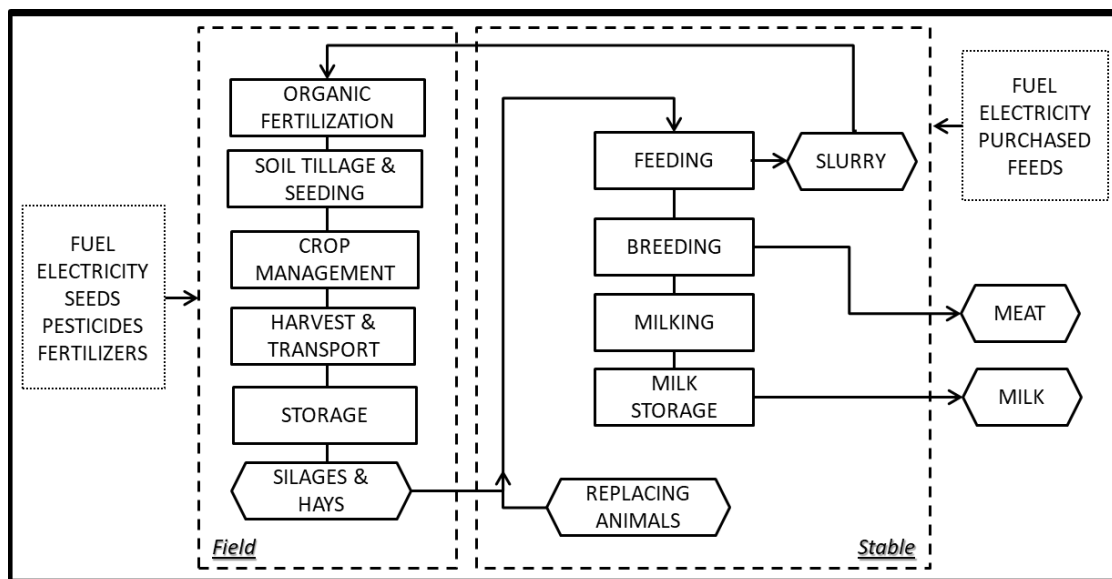 FUEL
ELECTRICITY
SEEDS
PESTICIDES
FERTILIZERS
ORGANIC
FERTILIZATION
SOIL TILLAGE &
SEEDING
CROP
MANAGEMENT
HARVEST &
TRANSPORT
STORAGE
SILAGES &
HAYS
Field
FEEDING
SLURRY
BREEDING
MILKING
MILK
STORAGE
REPLACING
ANIMALS
Stable
FUEL
ELECTRICITY
PURCHASED
FEEDS
MEAT
MILK